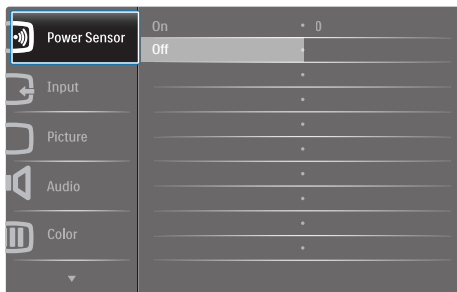 Power Sensor
On • 0
Off •
Input
Picture
Audio
Color